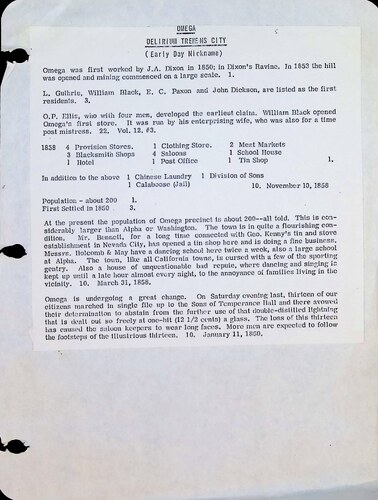 OMEGA
DELIRIUM TREMENS CITY
(Early Day Nickname)
Omega was first worked by J.A. Dixon in 1850; in Dixon's Ravine. In 1853 the hill
was opened and mining commenced on a large scale. 1.
L. Guthrie, William Black, E. C. Paxon and John Dickson, are listed as the first
residents. 3.
O.P. Ellis, who with four men, developed the earliest claims. William Black opened
Omega's first store. It was run by his enterprising wife, who was also for a time
post mistress. 22. Vol. 12, #3.
1858 4 Provision Stores. 1 Clothing Store. 2 Meat Markets
3 Blacksmith Shops 4 Saloons 1 School House
1 Hotel 1 Post Office 1 Tin Shop 1.
In addition to the above 1 Chinese Laundry 1 Division of Sons
1 Calaboose (Jail) 10. November 10, 1858
Population - about 200 1.
First Settled in 1850 3.
At the present the population of Omega precinct is about 200--all told. This is con-
siderably larger than Alpha or Washington. The town is in quite a flourishing con-
dition. Mr. Bennett, for a long time connected with Geo. Kenny's tin and stove
establishment in Nevada City, has opened a tin shop here and is doing a fine business.
Messrs. Holcomb & May have a dancing school here twice a week, also a large school
at Alpha. The town, like all California towns, is cursed with a few of the sporting
gentry. Also a house of unquestionable bad repute, where dancing and singing is
kept up until a late hour almost every night, to the annoyance of families living in the
vicinity. 10. March 31, 1858.
Omega is undergoing a great change. On Saturday evening last, thirteen of our
citizens marched in single file up to the Sons of Temperance Hall and there avowed
their determination to abstain from the further use of that double-distilled lightning
that is dealt out so freely at one-bit (12 1/2 cents) a glass. The loss of this thirteen
has caused the saloon keepers to wear long faces. More men are expected to follow
the footsteps of the illustrious thirteen. 10. January 11, 1860.